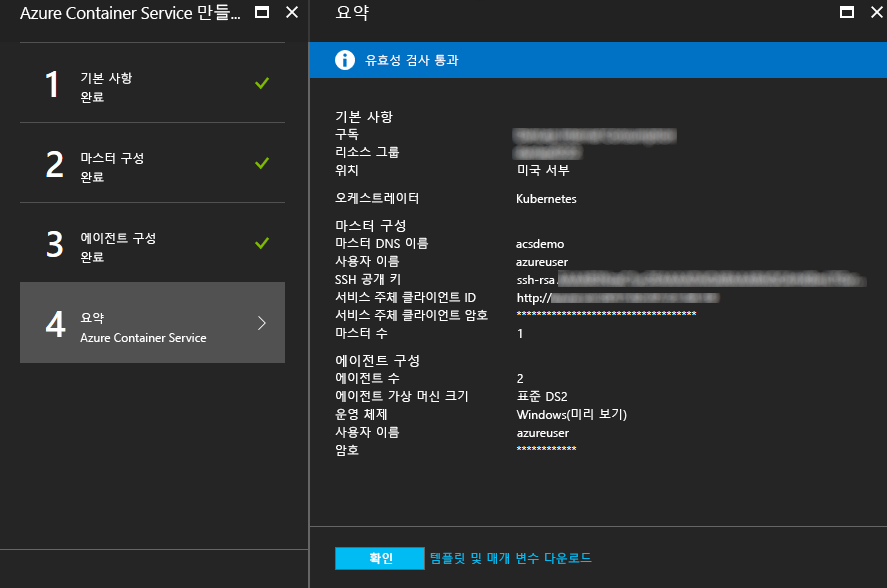 Azure Container Service 만들...
1 기본 사항
완료
2 마스터 구성
완료
3 에이전트 구성
완료
4 요약
Azure Container Service
요약
유효성 검사 통과
기본 사항
구독
리소스 그룹
위치 미국 서부
오케스트레이터 Kubernetes
마스터 구성
마스터 DNS 이름 acsdemo
사용자 이름 azureuser
SSH 공개 키 ssh-rsa
서비스 주체 클라이언트 ID http://
서비스 주체 클라이언트 암호 ************************************
마스터 수 1
에이전트 구성
에이전트 수 2
에이전트 가상 머신 크기 표준 DS2
운영 체제 Windows(미리 보기)
사용자 이름 azureuser
암호 ************
확인 템플릿 및 매개 변수 다운로드